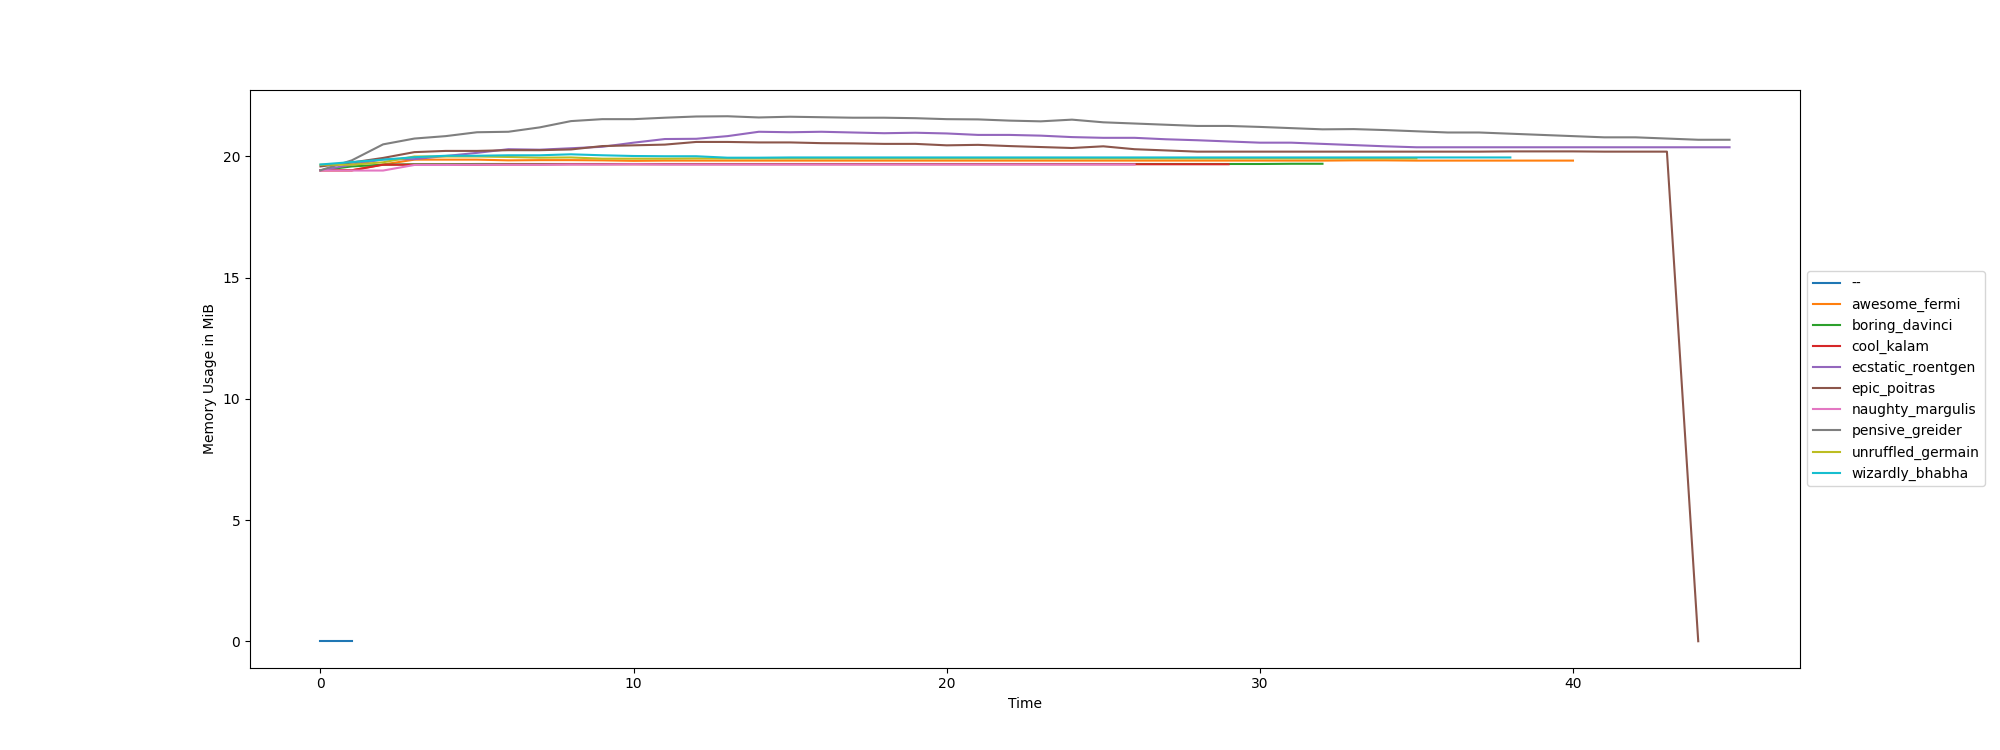 20
15
10
5
0
Memory Usage in MiB
0 10 20 30 40
Time
--
awesome_fermi
boring_davinci
cool_kalam
ecstatic_roentgen
epic_poitras
naughty_margulis
pensive_greider
unruffled_germain
wizardly_bhabha